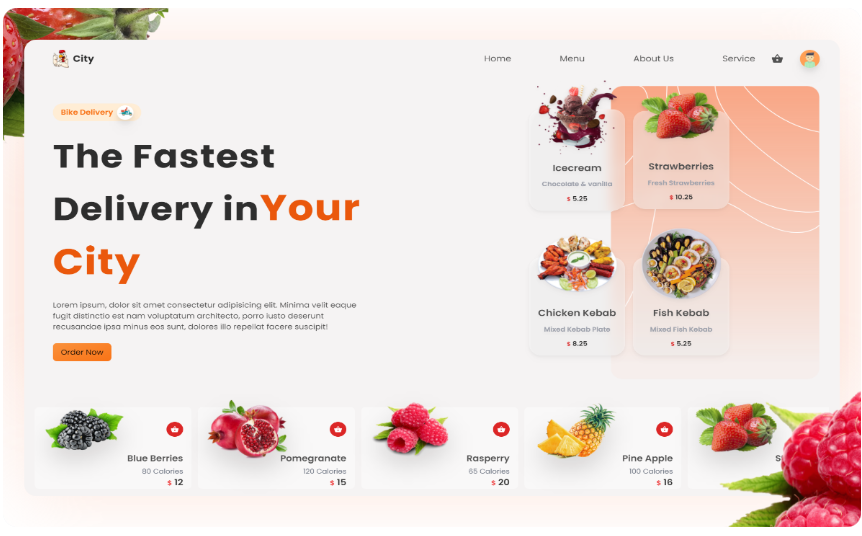 City
Home
Menu
About Us
Service
Bike Delivery
The Fastest
Delivery inYour
City
Lorem ipsum, dolor sit amet consectetur adipisicing elit. Minima velit eaque
fugit distinctio est nam voluptatum architecto, porro iusto deserunt
recusandae ipsa minus eos sunt, dolores illo repellat facere suscipit!
Order Now
Icecream
Chocolate & vanilla
$ 5.25
Strawberries
Fresh Strawberries
$ 10.25
Chicken Kebab
Mixed Kebab Plate
$ 8.25
Fish Kebab
Mixed Fish Kebab
$ 5.25
Blue Berries
80 Calories
$ 12
Pomegranate
120 Calories
$ 15
Rasperry
65 Calories
$ 20
Pine Apple
100 Calories
$ 16